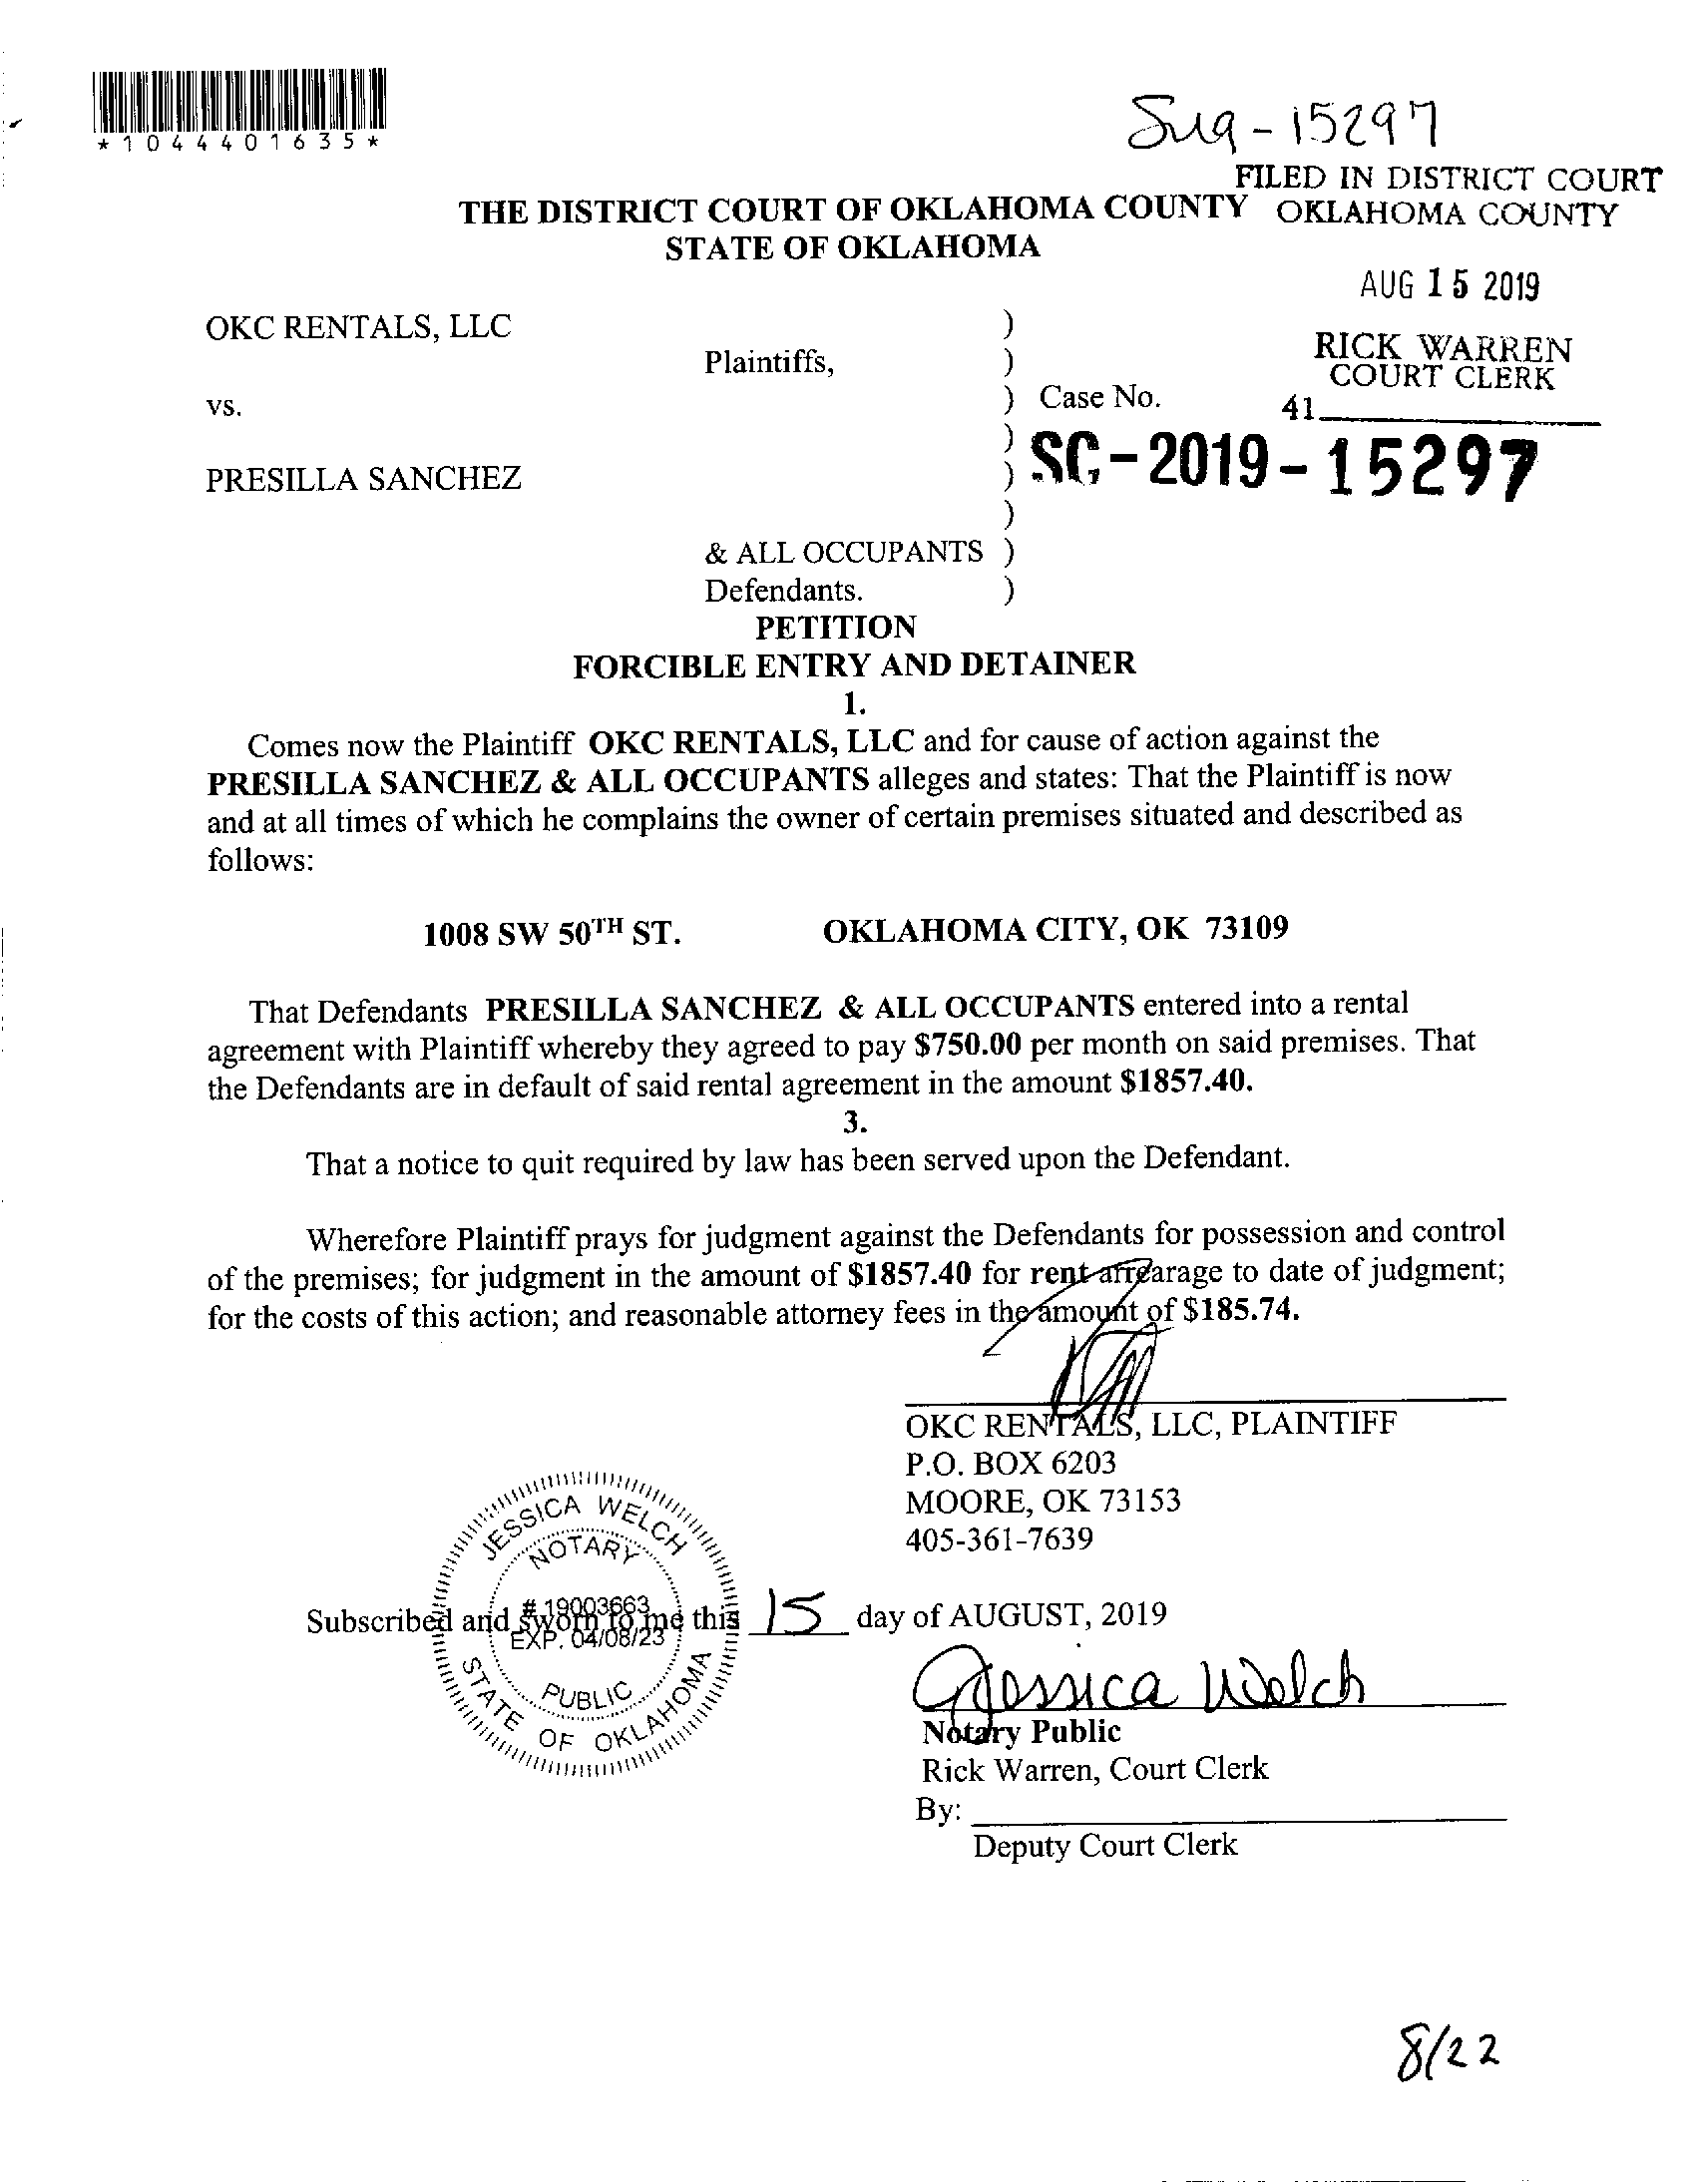 *1044401635*
-15297
FILED IN DISTRICT COURT
OKLAHOMA COUNTY
THE DISTRICT COURT OF OKLAHOMA COUNTY
STATE OF OKLAHOMA
AUG 15 2019
RICK WARREN
COURT CLERK
41
OKC RENTALS, LLC )
Plaintiffs, )
vs. ) Case No.
) SC-2019-15297
PRESILLA SANCHEZ )
)
& ALL OCCUPANTS )
Defendants. )
PETITION
FORCIBLE ENTRY AND DETAINER
1.
Comes now the Plaintiff OKC RENTALS, LLC and for cause of action against the
PRESILLA SANCHEZ & ALL OCCUPANTS alleges and states: That the Plaintiff is now
and at all times of which he complains the owner of certain premises situated and described as
follows:
1008 SW 50TH ST. OKLAHOMA CITY, OK 73109
That Defendants PRESILLA SANCHEZ & ALL OCCUPANTS entered into a rental
agreement with Plaintiff whereby they agreed to pay $750.00 per month on said premises. That
the Defendants are in default of said rental agreement in the amount $1857.40.
3.
That a notice to quit required by law has been served upon the Defendant.
Wherefore Plaintiff prays for judgment against the Defendants for possession and control
of the premises; for judgment in the amount of $1857.40 for rent arrearage to date of judgment;
for the costs of this action; and reasonable attorney fees in the amount of $185.74.
OKC RENTALS, LLC, PLAINTIFF
P.O. BOX 6203
MOORE, OK 73153
405-361-7639
JESSICA WELCH
NOTARY
# 19003663
EXP. 04/08/23
PUBLIC
STATE OF OKLAHOMA
Subscribed and sworn to me this 15 day of AUGUST, 2019
Jessica Welch
Notary Public
Rick Warren, Court Clerk
By:
Deputy Court Clerk
8/22